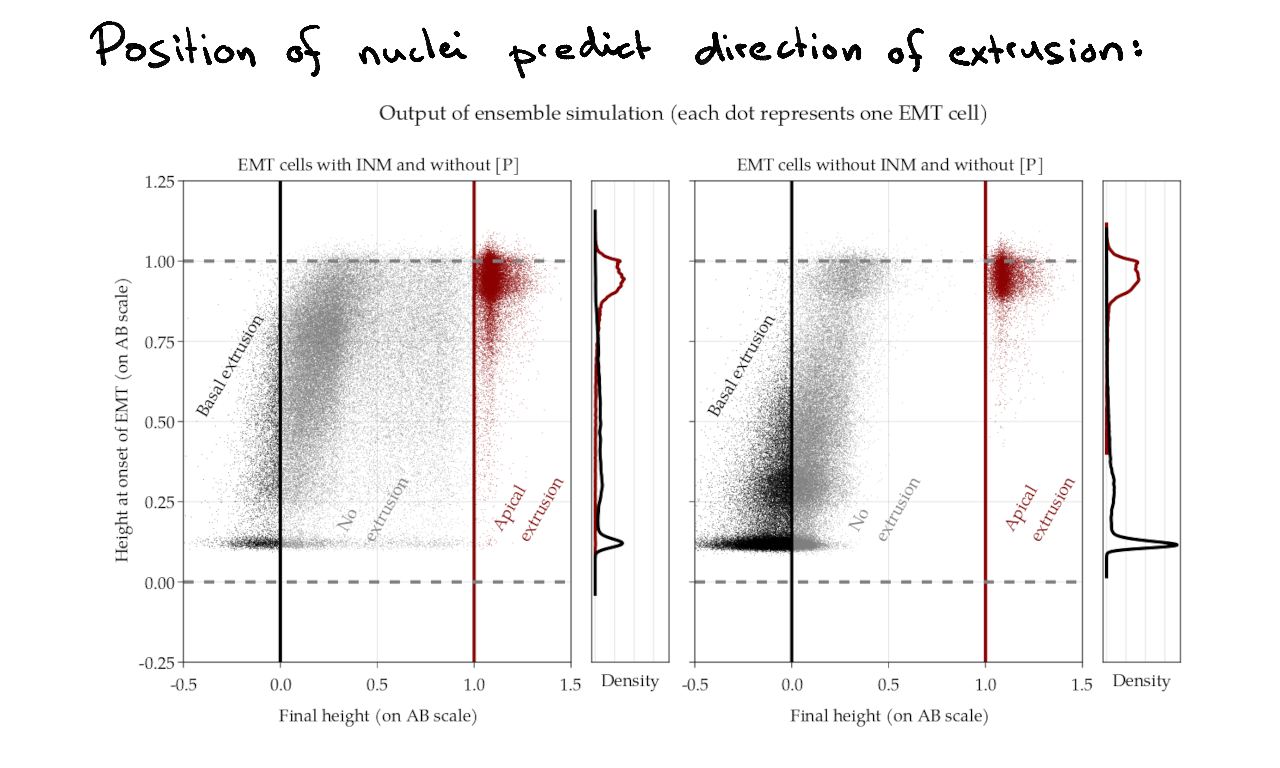 Position of nuclei predict direction of extrusion:
Output of ensemble simulation (each dot represents one EMT cell)
EMT cells with INM and without [P]
EMT cells without INM and without [P]
Height at onset of EMT (on AB scale)
1.25
1.00
0.75
0.50
0.25
0.00
-0.25
Basal extrusion
No
extrusion
Apical
extrusion
-0.5
0.0
0.5
1.0
1.5
Final height (on AB scale)
Density
Basal extrusion
No
extrusion
Apical
extrusion
-0.5
0.0
0.5
1.0
1.5
Final height (on AB scale)
Density